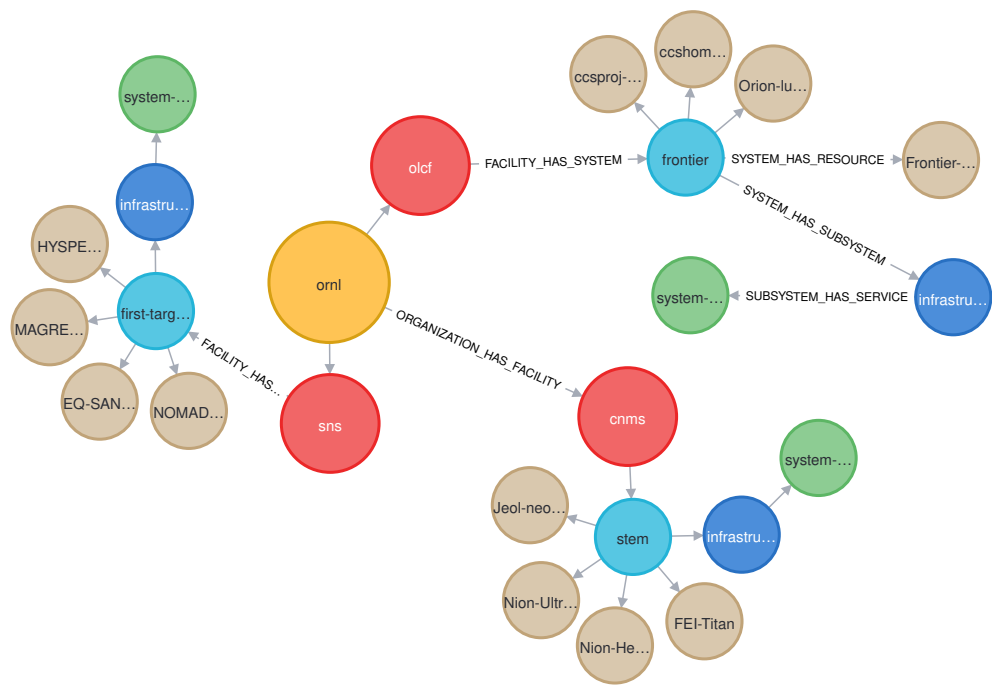 ccshom…
ccsproj-…
Orion-lu…
system-…
olcf
FACILITY_HAS_SYSTEM
frontier
SYSTEM_HAS_RESOURCE
Frontier-…
infrastru…
SYSTEM_HAS_SUBSYSTEM
HYSPE…
ornl
system-…
SUBSYSTEM_HAS_SERVICE
infrastru…
first-targ…
MAGRE…
ORGANIZATION_HAS_FACILITY
FACILITY_HAS…
EQ-SAN…
NOMAD…
sns
cnms
system-…
Jeol-neo…
stem
infrastru…
Nion-Ultr…
FEI-Titan
Nion-He…